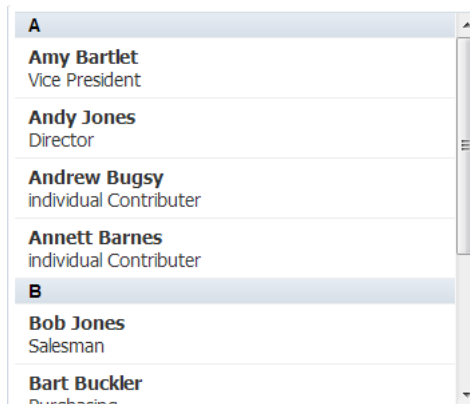 A
Amy Bartlet
Vice President
Andy Jones
Director
Andrew Bugsy
individual Contributer
Annett Barnes
individual Contributer
B
Bob Jones
Salesman
Bart Buckler
Purchasing